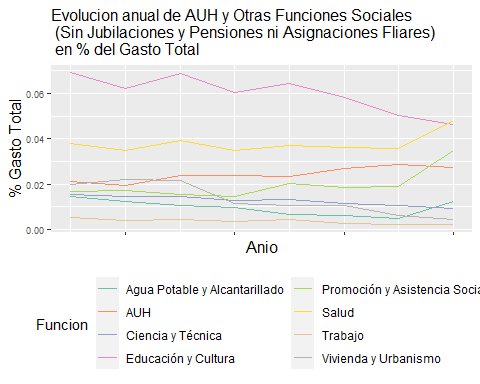 Evolucion anual de AUH y Otras Funciones Sociales
(Sin Jubilaciones y Pensiones ni Asignaciones Fliares)
en % del Gasto Total
% Gasto Total
0.06
0.04
0.02
0.00
Anio
Funcion
Agua Potable y Alcantarillado
AUH
Ciencia y Técnica
Educación y Cultura
Promoción y Asistencia Socia
Salud
Trabajo
Vivienda y Urbanismo